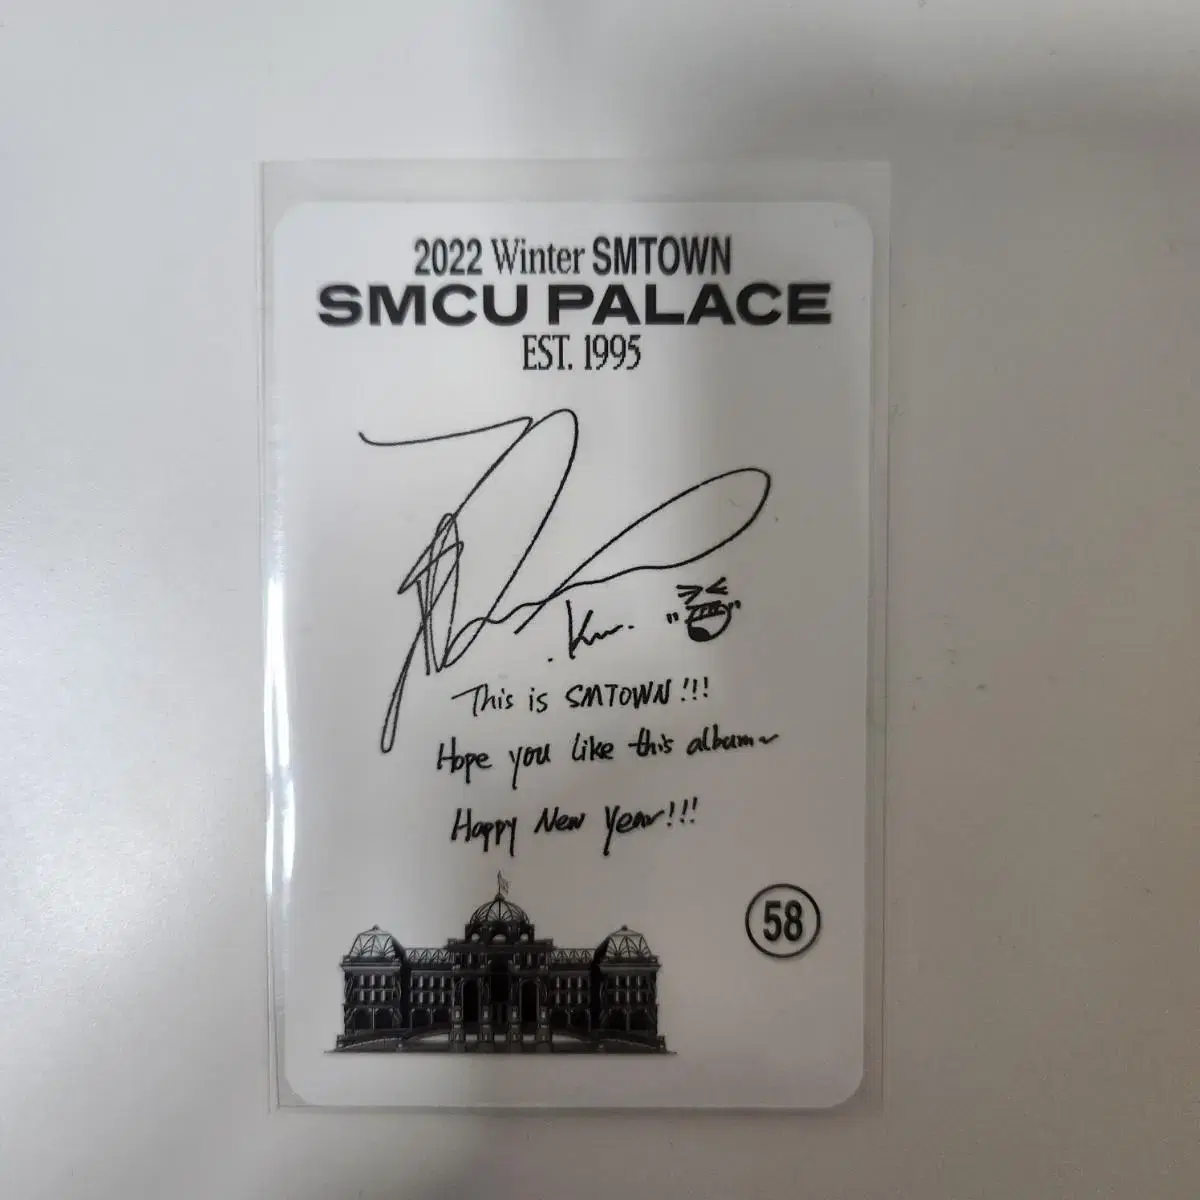 2022 Winter SMTOWN
SMCU PALACE
EST. 1995
This is SMTOWN!!!
Hope you like this album~
Happy New Year!!!
58